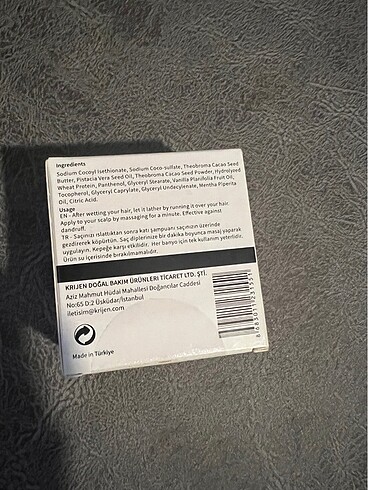 Ingredients
Sodium Cocoyl Isethionate, Sodium Coco-sulfate, Theobroma Cacao Seed
Butter, Pistacia Vera Seed Oil, Theobroma Cacao Seed Powder, Hydrolyzed
Wheat Protein, Panthenol, Glyceryl Stearate, Vanilla Planifolia Fruit Oil,
Tocopherol, Glyceryl Caprylate, Glyceryl Undecylenate, Mentha Piperita
Oil, Citric Acid.
Usage
EN - After wetting your hair, let it lather by running it over your hair.
Apply to your scalp by massaging for a minute. Effective against
dandruff.
TR - Saçınızı ıslattıktan sonra katı şampuanı saçınızın üzerinde
gezdirerek köpürtün. Saç diplerinize bir dakika boyunca masaj yaparak
uygulayın. Kepeğe karşı etkilidir. Her banyo için tek kullanım yeterlidir.
Ürün su içerisinde bırakılmamalıdır.
KRIJEN DOĞAL BAKIM ÜRÜNLERİ TİCARET LTD. ŞTİ.
Aziz Mahmut Hüdai Mahallesi Doğancılar Caddesi
No:65 D:2 Üsküdar/İstanbul
iletisim@krijen.com
Made in Türkiye